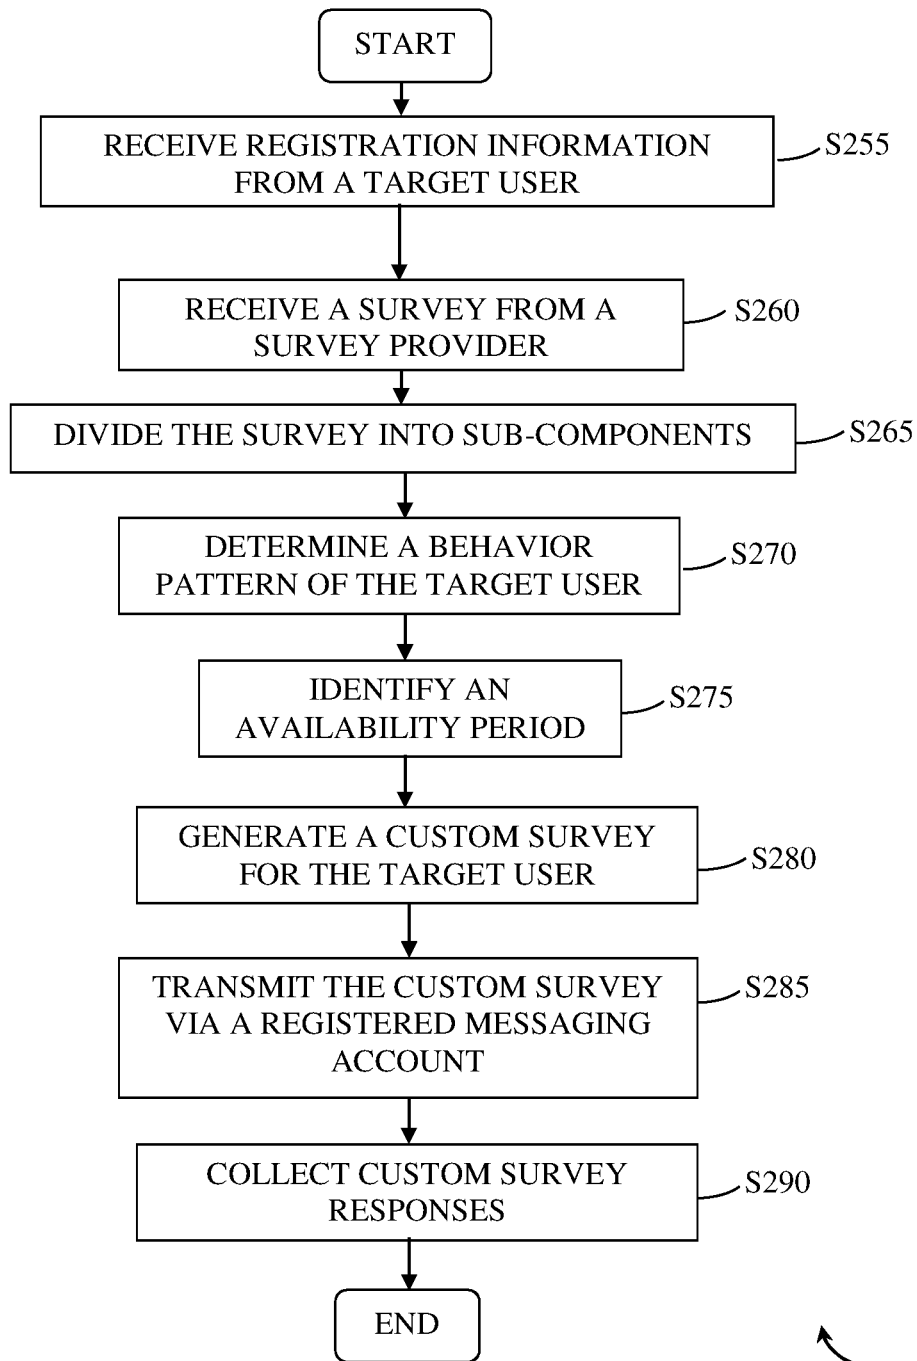 START
RECEIVE REGISTRATION INFORMATION
FROM A TARGET USER
S255
RECEIVE A SURVEY FROM A
SURVEY PROVIDER
S260
DIVIDE THE SURVEY INTO SUB-COMPONENTS
S265
DETERMINE A BEHAVIOR
PATTERN OF THE TARGET USER
S270
IDENTIFY AN
AVAILABILITY PERIOD
S275
GENERATE A CUSTOM SURVEY
FOR THE TARGET USER
S280
TRANSMIT THE CUSTOM SURVEY
VIA A REGISTERED MESSAGING
ACCOUNT
S285
COLLECT CUSTOM SURVEY
RESPONSES
S290
END